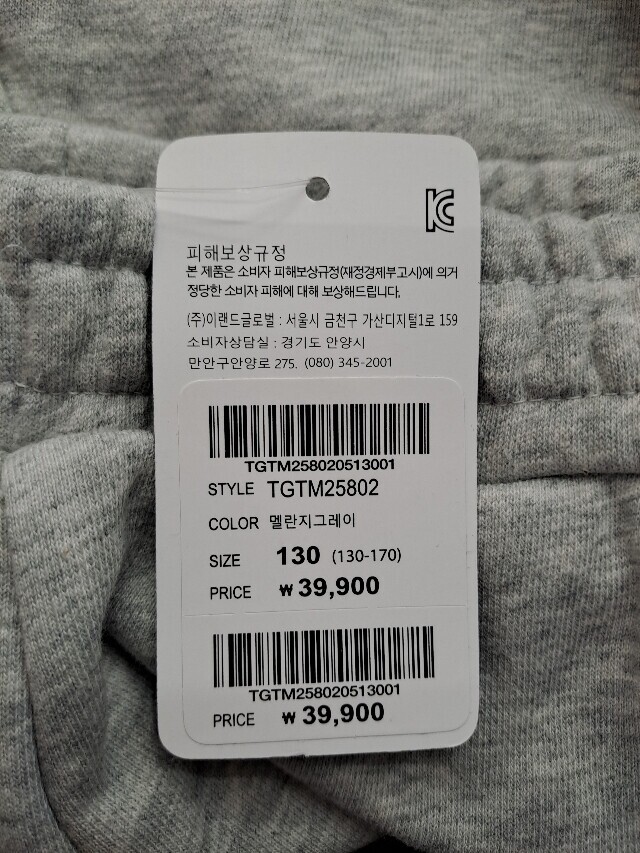 피해보상규정
본 제품은 소비자 피해보상규정(재정경제부고시)에 의거
정당한 소비자 피해에 대해 보상해드립니다.
(주)이랜드글로벌 : 서울시 금천구 가산디지털1로 159
소비자상담실 : 경기도 안양시
만안구안양로 275. (080) 345-2001
TGTM258020513001
STYLE TGTM25802
COLOR 멜란지그레이
SIZE 130 (130-170)
PRICE ₩39,900
TGTM258020513001
PRICE ₩39,900